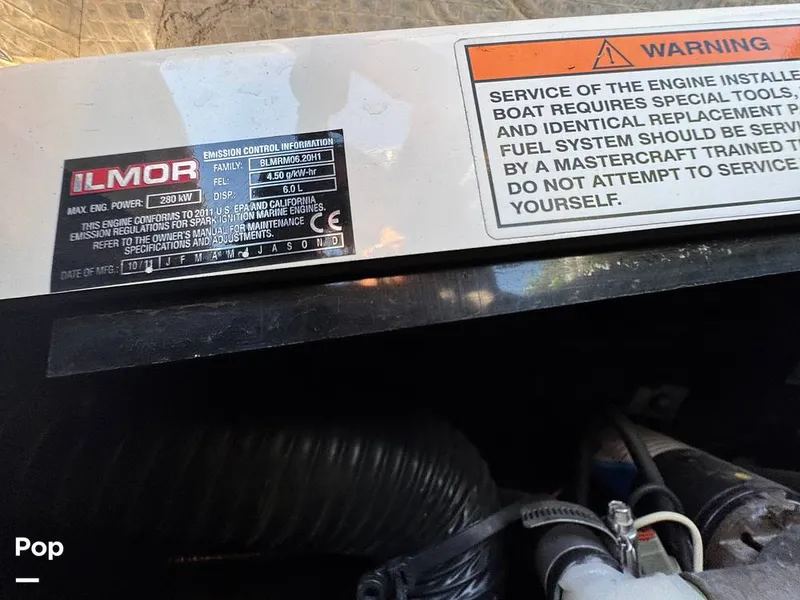 ILMOR
EMISSION CONTROL INFORMATION
FAMILY: BLMRM06.20H1
FEL: 4.50 g/kW-hr
MAX. ENG. POWER: 280 kW DISP.: 6.0 L
THIS ENGINE CONFORMS TO 2011 U.S. EPA AND CALIFORNIA
EMISSION REGULATIONS FOR SPARK IGNITION MARINE ENGINES.
REFER TO THE OWNER'S MANUAL FOR MAINTENANCE
SPECIFICATIONS AND ADJUSTMENTS.
CE
DATE OF MFG.: 10/11 J F M A M J A S O N D
WARNING
SERVICE OF THE ENGINE INSTALLE
BOAT REQUIRES SPECIAL TOOLS,
AND IDENTICAL REPLACEMENT P
FUEL SYSTEM SHOULD BE SERVI
BY A MASTERCRAFT TRAINED T
DO NOT ATTEMPT TO SERVICE
YOURSELF.
Pop